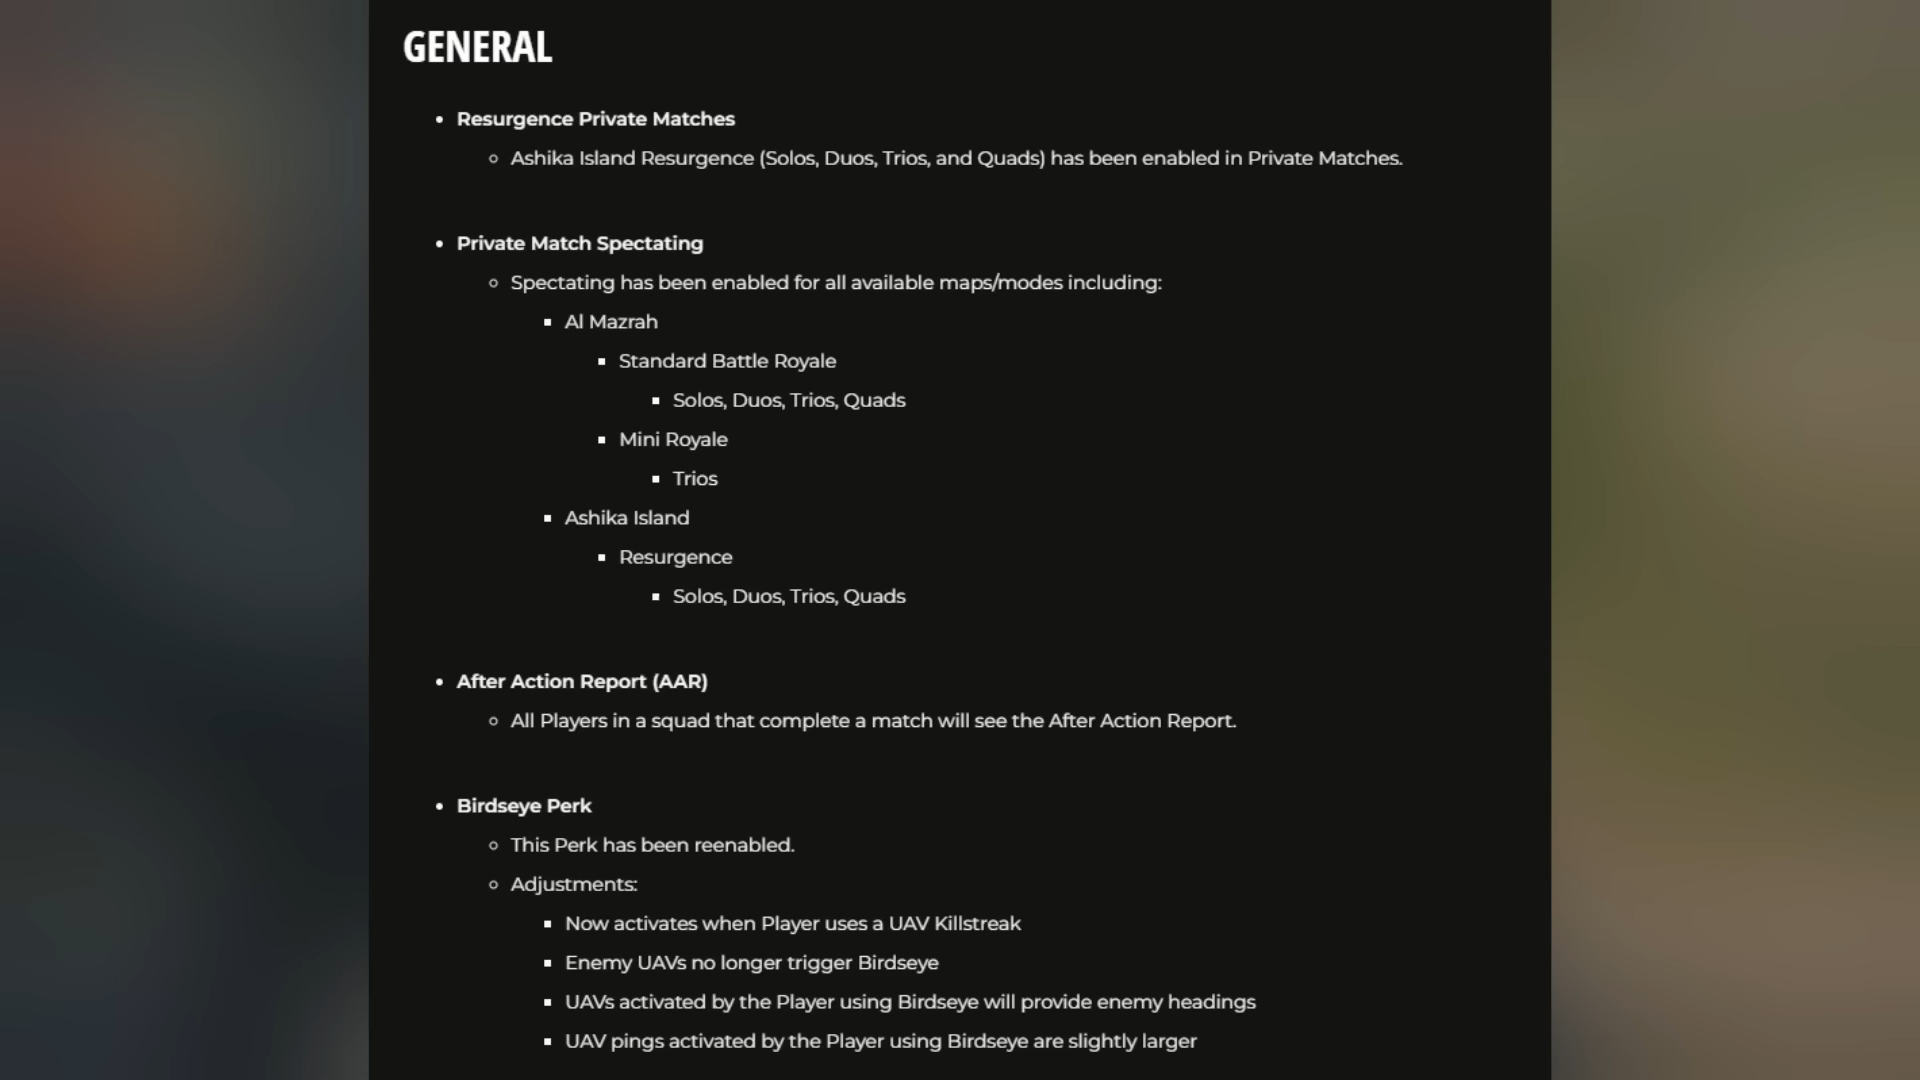 GENERAL
Resurgence Private Matches
Ashika Island Resurgence (Solos, Duos, Trios, and Quads) has been enabled in Private Matches.
Private Match Spectating
Spectating has been enabled for all available maps/modes including:
Al Mazrah
Standard Battle Royale
Solos, Duos, Trios, Quads
Mini Royale
Trios
Ashika Island
Resurgence
Solos, Duos, Trios, Quads
After Action Report (AAR)
All Players in a squad that complete a match will see the After Action Report.
Birdseye Perk
This Perk has been reenabled.
Adjustments:
Now activates when Player uses a UAV Killstreak
Enemy UAVs no longer trigger Birdseye
UAVs activated by the Player using Birdseye will provide enemy headings
UAV pings activated by the Player using Birdseye are slightly larger